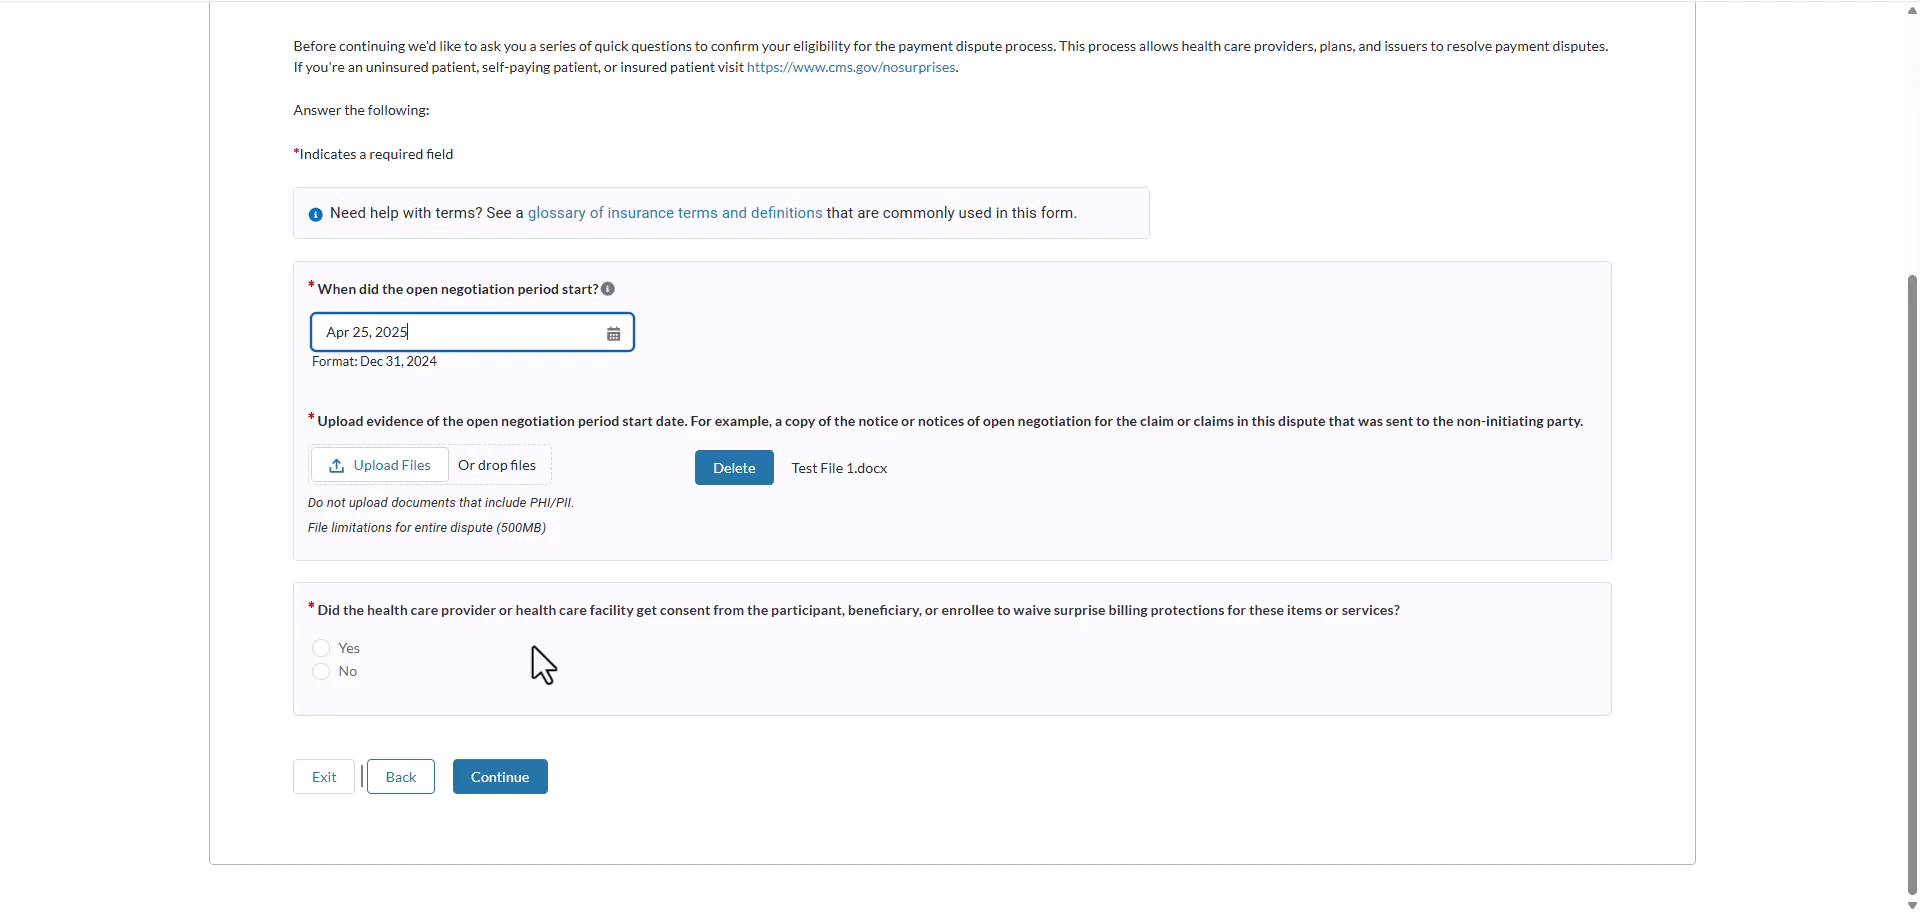 Before continuing we'd like to ask you a series of quick questions to confirm your eligibility for the payment dispute process. This process allows health care providers, plans, and issuers to resolve payment disputes.
If you're an uninsured patient, self-paying patient, or insured patient visit https://www.cms.gov/nosurprises.
Answer the following:
*Indicates a required field
Need help with terms? See a glossary of insurance terms and definitions that are commonly used in this form.
* When did the open negotiation period start?
Apr 25, 2025
Format: Dec 31, 2024
* Upload evidence of the open negotiation period start date. For example, a copy of the notice or notices of open negotiation for the claim or claims in this dispute that was sent to the non-initiating party.
Upload Files Or drop files Delete Test File 1.docx
Do not upload documents that include PHI/PII.
File limitations for entire dispute (500MB)
* Did the health care provider or health care facility get consent from the participant, beneficiary, or enrollee to waive surprise billing protections for these items or services?
Yes
No
Exit | Back Continue